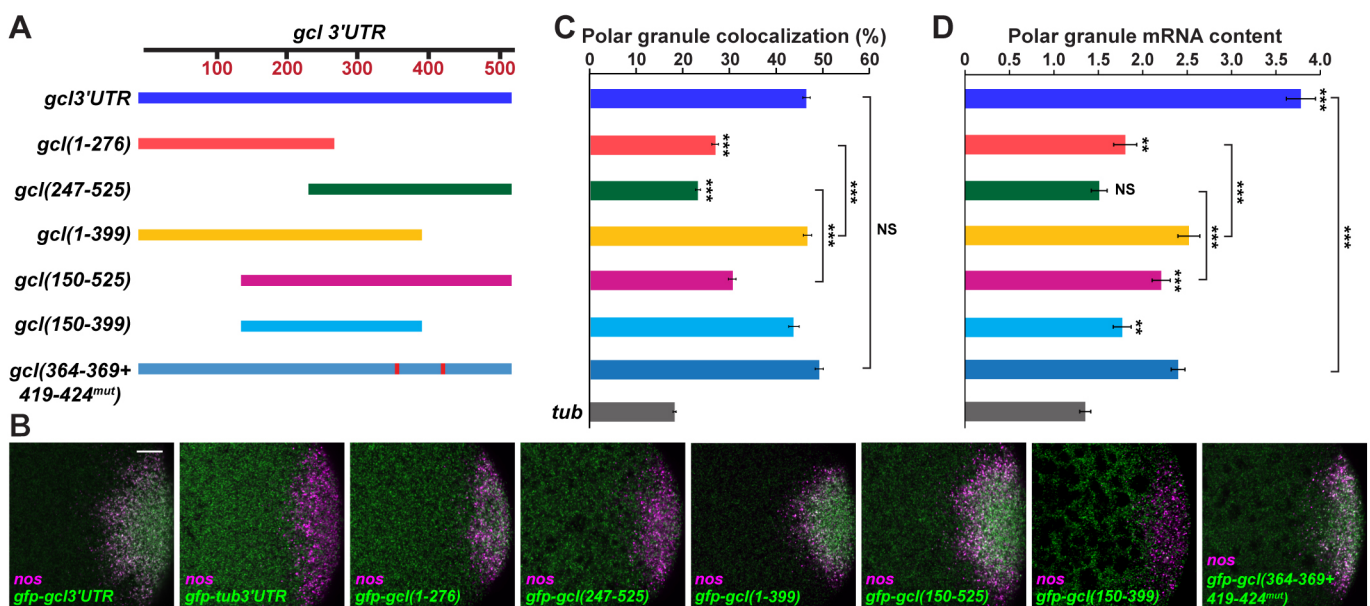 A
gcl 3'UTR
100 200 300 400 500
gcl3'UTR
gcl(1-276)
gcl(247-525)
gcl(1-399)
gcl(150-525)
gcl(150-399)
gcl(364-369+
419-424mut)
C
Polar granule colocalization (%)
0 10 20 30 40 50 60
***
***
***
***
NS
tub
D
Polar granule mRNA content
0 0.5 1.0 1.5 2.0 2.5 3.0 3.5 4.0
***
**
NS
***
**
***
***
***
B
nos
gfp-gcl3'UTR
nos
gfp-tub3'UTR
nos
gfp-gcl(1-276)
nos
gfp-gcl(247-525)
nos
gfp-gcl(1-399)
nos
gfp-gcl(150-525)
nos
gfp-gcl(150-399)
nos
gfp-gcl(364-369+
419-424mut)